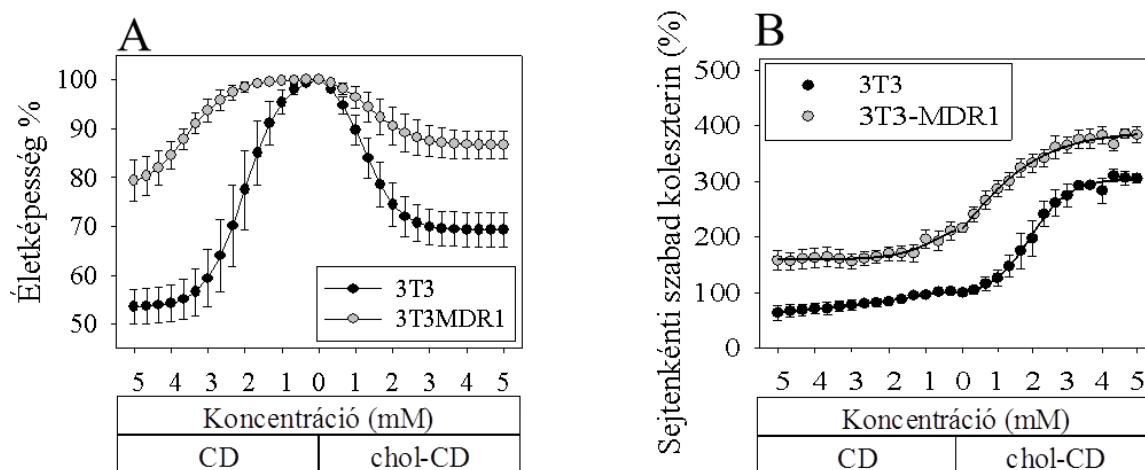 A
Életképesség %
100
90
80
70
60
50
3T3
3T3MDR1
5 4 3 2 1 0 1 2 3 4 5
Koncentráció (mM)
CD chol-CD
B
Sejtenkénti szabad koleszterin (%)
500
400
300
200
100
0
3T3
3T3-MDR1
5 4 3 2 1 0 1 2 3 4 5
Koncentráció (mM)
CD chol-CD